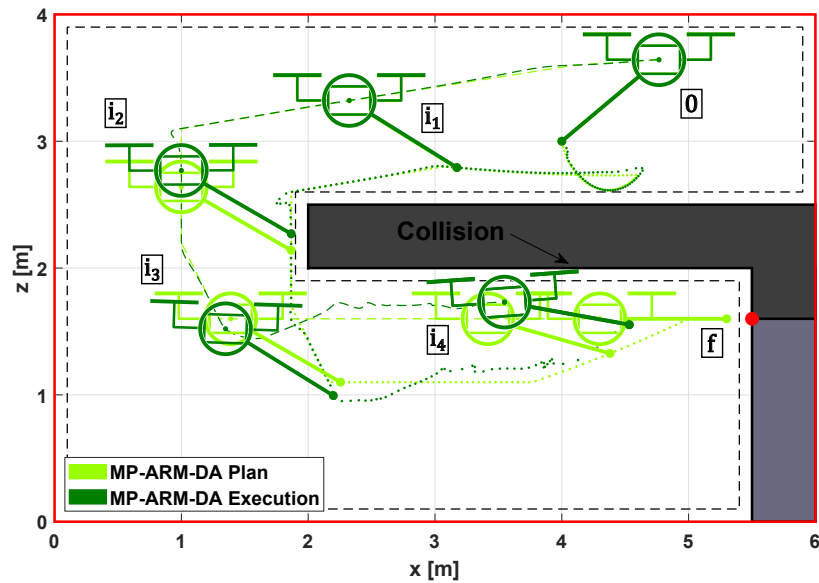 4
3
2
1
0
z [m]
0
1
2
3
4
5
6
x [m]
0
i₁
i₂
i₃
i₄
f
Collision
MP-ARM-DA Plan
MP-ARM-DA Execution